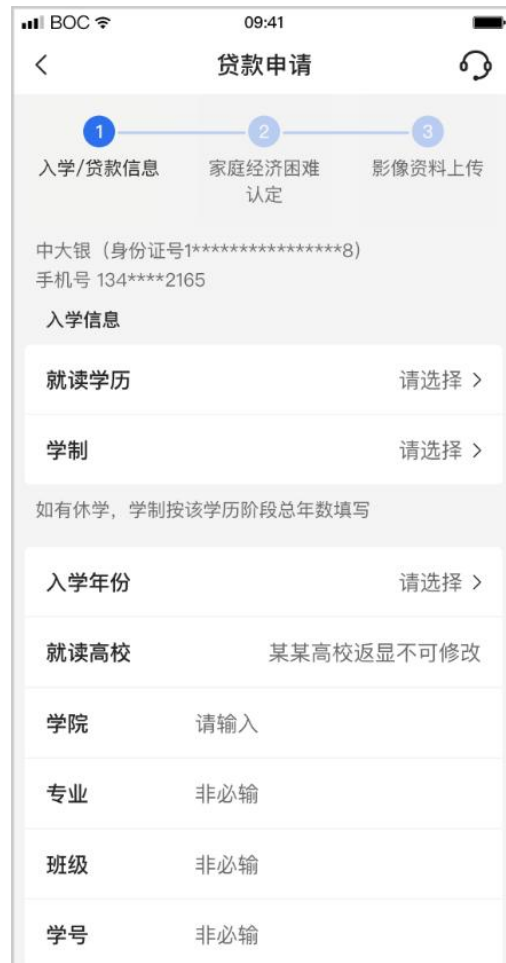 BOC 09:41
贷款申请
1 2 3
入学/贷款信息 家庭经济困难 影像资料上传
认定
中大银（身份证号1****************8)
手机号 134****2165
入学信息
就读学历 请选择
学制 请选择
如有休学，学制按该学历阶段总年数填写
入学年份 请选择
就读高校 某某高校返显不可修改
学院 请输入
专业 非必输
班级 非必输
学号 非必输